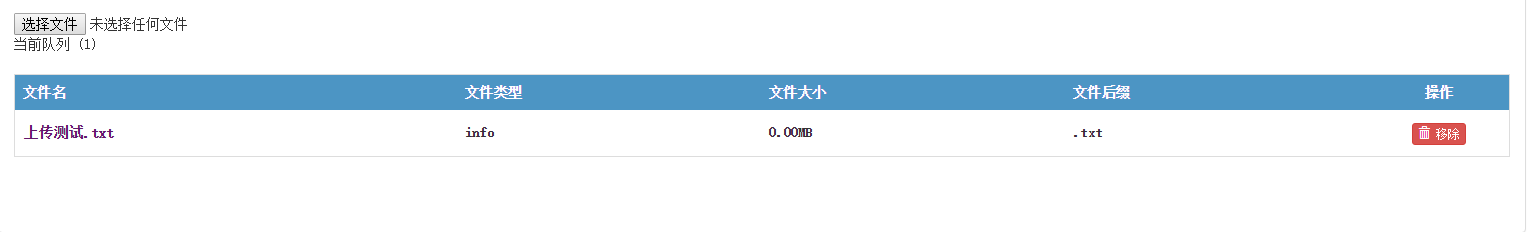 选择文件 未选择任何文件
当前队列 (1)
文件名 文件类型 文件大小 文件后缀 操作
上传测试.txt info 0.00MB .txt 移除